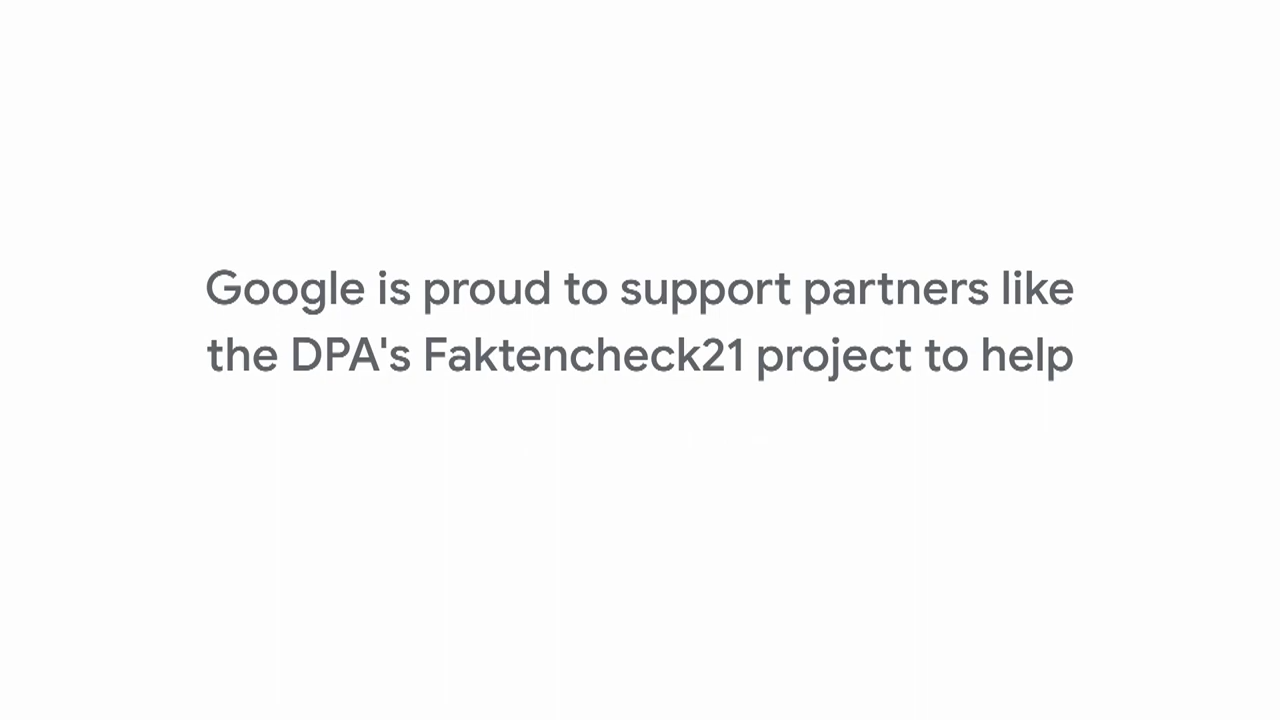 Google is proud to support partners like
the DPA's Faktencheck21 project to help